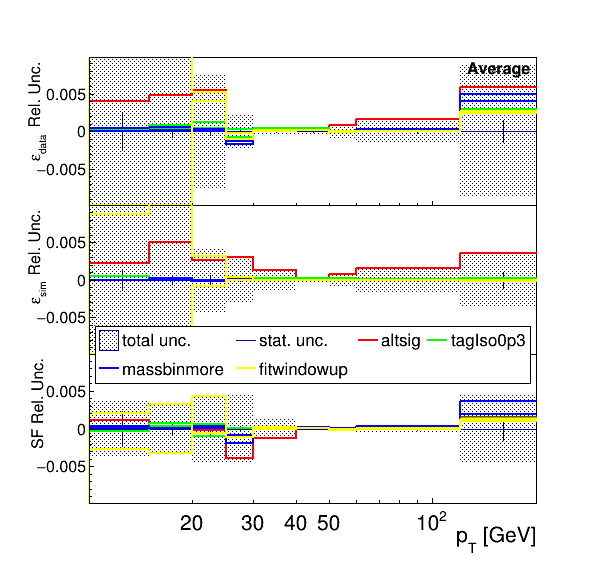 Average
ε_data Rel. Unc.
0.005
0
−0.005
ε_sim Rel. Unc.
0.005
0
−0.005
total unc.
stat. unc.
altsig
tagIso0p3
massbinmore
fitwindowup
SF Rel. Unc.
0.005
0
−0.005
20 30 40 50 10²
p_T [GeV]